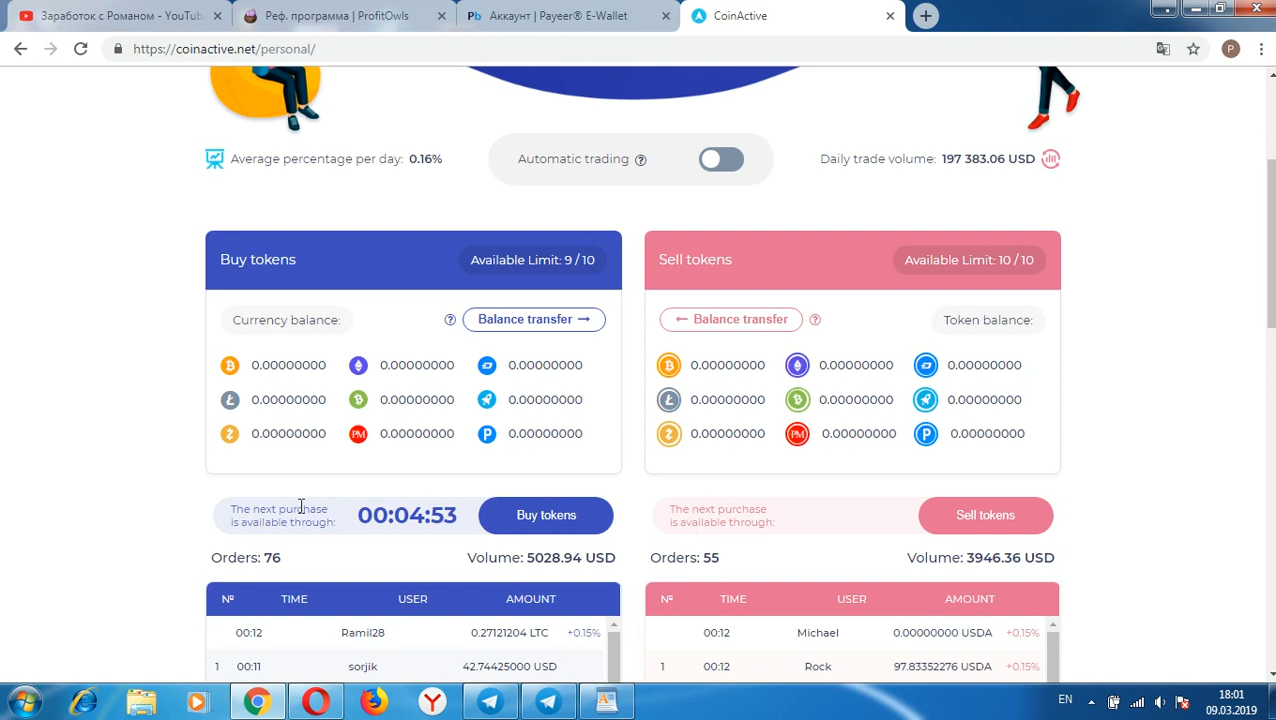 Заработок с Романом - YouTub
Реф. программа | ProfitOwls
Аккаунт | Payeer® E-Wallet
CoinActive
https://coinactive.net/personal/
P
Average percentage per day: 0.16%
Automatic trading ?
Daily trade volume: 197 383.06 USD
Buy tokens
Available Limit: 9 / 10
Sell tokens
Available Limit: 10 / 10
Currency balance:
? Balance transfer →
← Balance transfer ?
Token balance:
0.00000000 0.00000000 0.00000000
0.00000000 0.00000000 0.00000000
0.00000000 0.00000000 0.00000000
0.00000000 0.00000000 0.00000000
PM 0.00000000 0.00000000 0.00000000
PM 0.00000000 0.00000000 0.00000000
The next purchase
is available through:
00:04:53
Buy tokens
The next purchase
is available through:
Sell tokens
Orders: 76
Volume: 5028.94 USD
Orders: 55
Volume: 3946.36 USD
№ TIME USER AMOUNT
№ TIME USER AMOUNT
00:12 Ramil28 0.27121204 LTC +0.15%
00:12 Michael 0.00000000 USDA +0.15%
1 00:11 sorjik 42.74425000 USD
1 00:12 Rock 97.83352276 USDA +0.15%
EN
18:01
09.03.2019